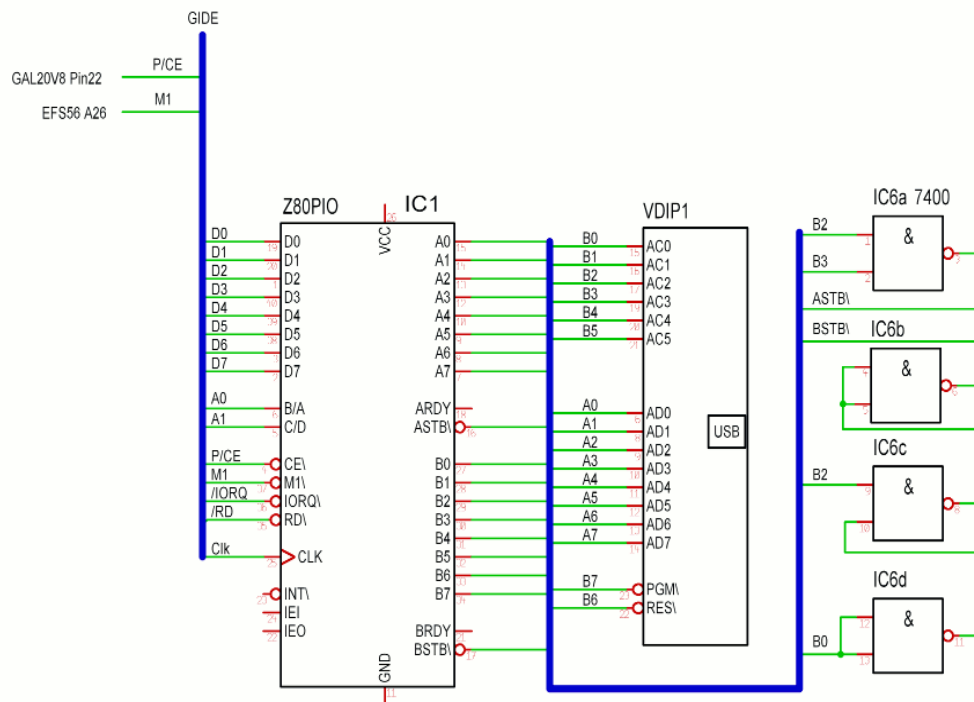 GIDE
P/CE
GAL20V8 Pin22
M1
EFS56 A26
Z80PIO
IC1
VCC
GND
D0
D1
D2
D3
D4
D5
D6
D7
A0
A1
P/CE
M1
/IORQ
/RD
Clk
D0
D1
D2
D3
D4
D5
D6
D7
B/A
C/D
CE\
M1\
IORQ\
RD\
CLK
INT\
IEI
IEO
A0
A1
A2
A3
A4
A5
A6
A7
ARDY
ASTB\
B0
B1
B2
B3
B4
B5
B6
B7
BRDY
BSTB\
VDIP1
B0
B1
B2
B3
B4
B5
A0
A1
A2
A3
A4
A5
A6
A7
B7
B6
AC0
AC1
AC2
AC3
AC4
AC5
AD0
AD1
AD2
AD3
AD4
AD5
AD6
AD7
PGM\
RES\
USB
IC6a 7400
B2
B3
&
ASTB\
BSTB\
IC6b
&
IC6c
B2
&
IC6d
B0
&